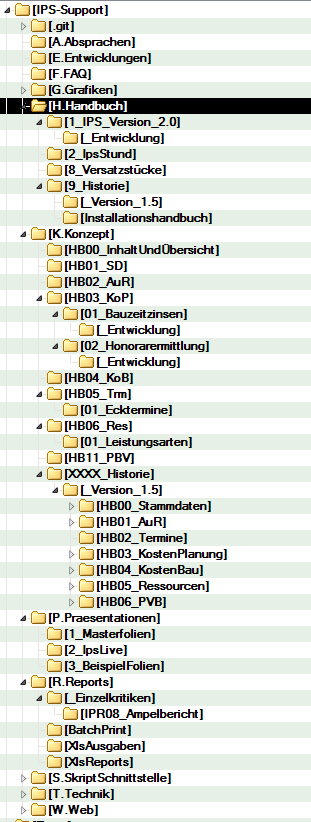 [IPS-Support]
[.git]
[A.Absprachen]
[E.Entwicklungen]
[F.FAQ]
[G.Grafiken]
[H.Handbuch]
[1_IPS_Version_2.0]
[_Entwicklung]
[2_IpsStund]
[8_Versatzstücke]
[9_Historie]
[_Version_1.5]
[Installationshandbuch]
[K.Konzept]
[HB00_InhaltUndÜbersicht]
[HB01_SD]
[HB02_AuR]
[HB03_KoP]
[01_Bauzeitzinsen]
[_Entwicklung]
[02_Honorarermittlung]
[_Entwicklung]
[HB04_KoB]
[HB05_Trm]
[01_Ecktermine]
[HB06_Res]
[01_Leistungsarten]
[HB11_PBV]
[XXXX_Historie]
[_Version_1.5]
[HB00_Stammdaten]
[HB01_AuR]
[HB02_Termine]
[HB03_KostenPlanung]
[HB04_KostenBau]
[HB05_Ressourcen]
[HB06_PVB]
[P.Praesentationen]
[1_Masterfolien]
[2_IpsLive]
[3_BeispielFolien]
[R.Reports]
[_Einzelkritiken]
[IPR08_Ampelbericht]
[BatchPrint]
[XlsAusgaben]
[XlsReports]
[S.SkriptSchnittstelle]
[T.Technik]
[W.Web]